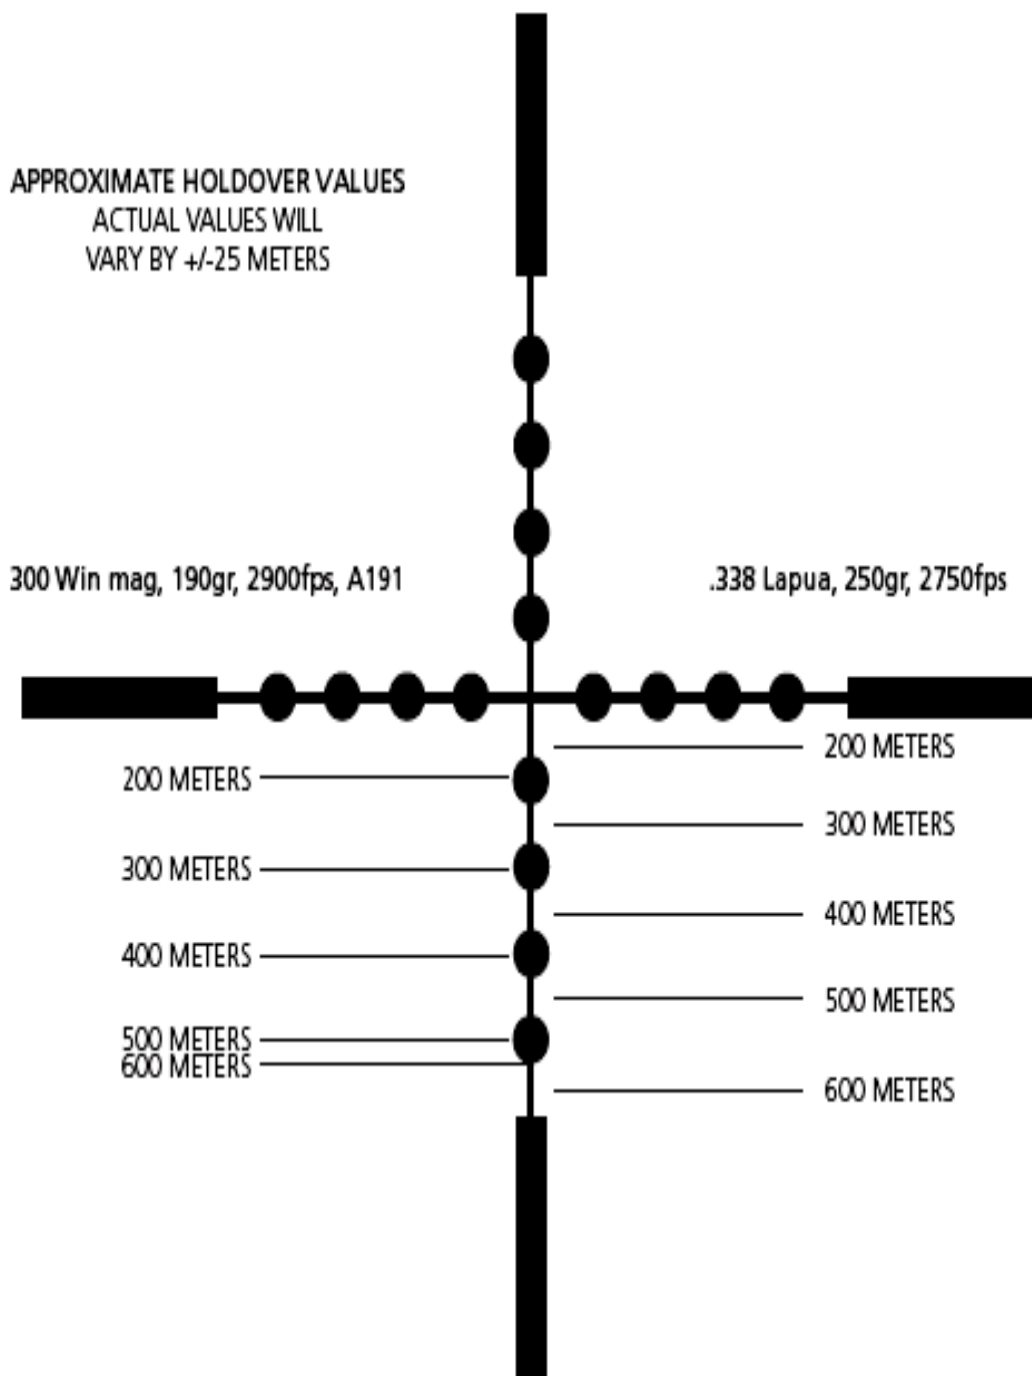 APPROXIMATE HOLDOVER VALUES
ACTUAL VALUES WILL
VARY BY +/-25 METERS
300 Win mag, 190gr, 2900fps, A191
.338 Lapua, 250gr, 2750fps
200 METERS
200 METERS
300 METERS
300 METERS
400 METERS
400 METERS
500 METERS
500 METERS
600 METERS
600 METERS